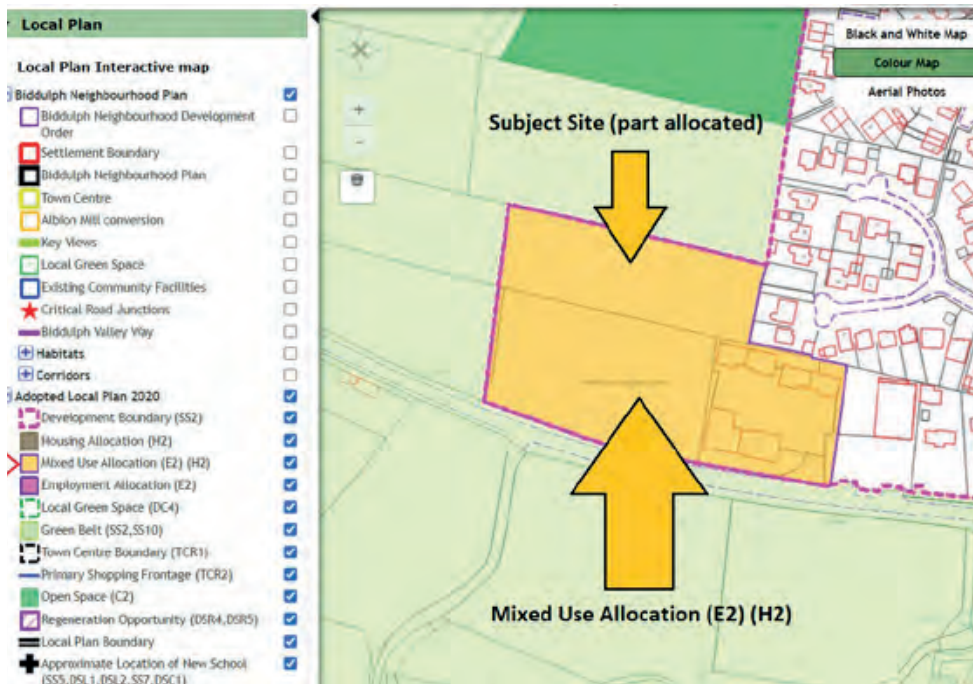 Local Plan
Local Plan Interactive map
Biddulph Neighbourhood Plan
Biddulph Neighbourhood Development
Order
Settlement Boundary
Biddulph Neighbourhood Plan
Town Centre
Albion Mill conversion
Key Views
Local Green Space
Existing Community Facilities
Critical Road Junctions
Biddulph Valley Way
Habitats
Corridors
Adopted Local Plan 2020
Development Boundary (SS2)
Housing Allocation (H2)
Mixed Use Allocation (E2) (H2)
Employment Allocation (E2)
Local Green Space (DC4)
Green Belt (SS2,SS10)
Town Centre Boundary (TCR1)
Primary Shopping Frontage (TCR2)
Open Space (C2)
Regeneration Opportunity (DSR4,DSR5)
Local Plan Boundary
Approximate Location of New School
(SS5,DSL1,DSL2,SS7,DSC1)
Black and White Map
Colour Map
Aerial Photos
Subject Site (part allocated)
Mixed Use Allocation (E2) (H2)